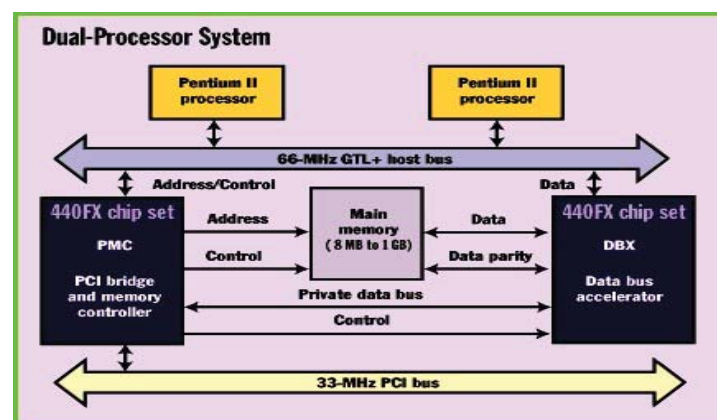 Dual-Processor System
Pentium II
processor
Pentium II
processor
66-MHz GTL+ host bus
Address/Control
Data
440FX chip set
PMC
PCI bridge
and memory
controller
Address
Control
Main
memory
( 8 MB to 1 GB)
Data
Data parity
440FX chip set
DBX
Data bus
accelerator
Private data bus
Control
33-MHz PCI bus